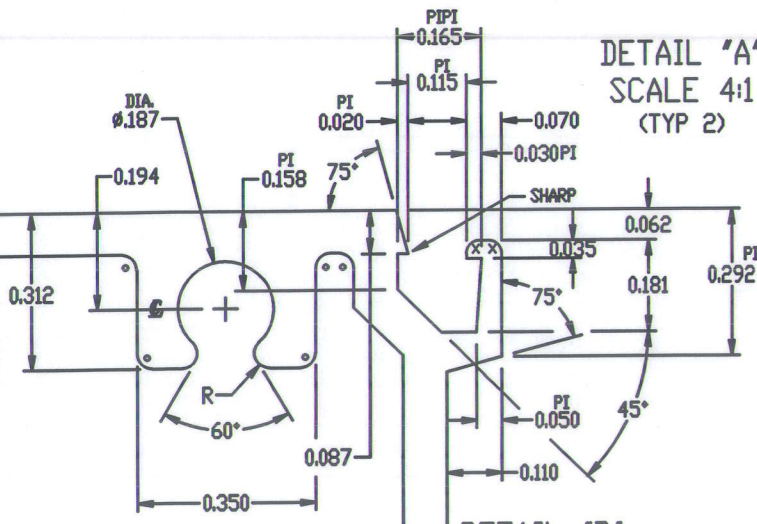 PIPI
0.165
DETAIL "A"
SCALE 4:1
(TYP 2)
PI
0.115
DIA.
ø.187
PI
0.020
0.070
0.030PI
0.194
PI
0.158
75°
SHARP
0.062
0.035
PI
0.292
0.312
0.181
75°
R
60°
PI
0.050
45°
0.087
0.110
0.350